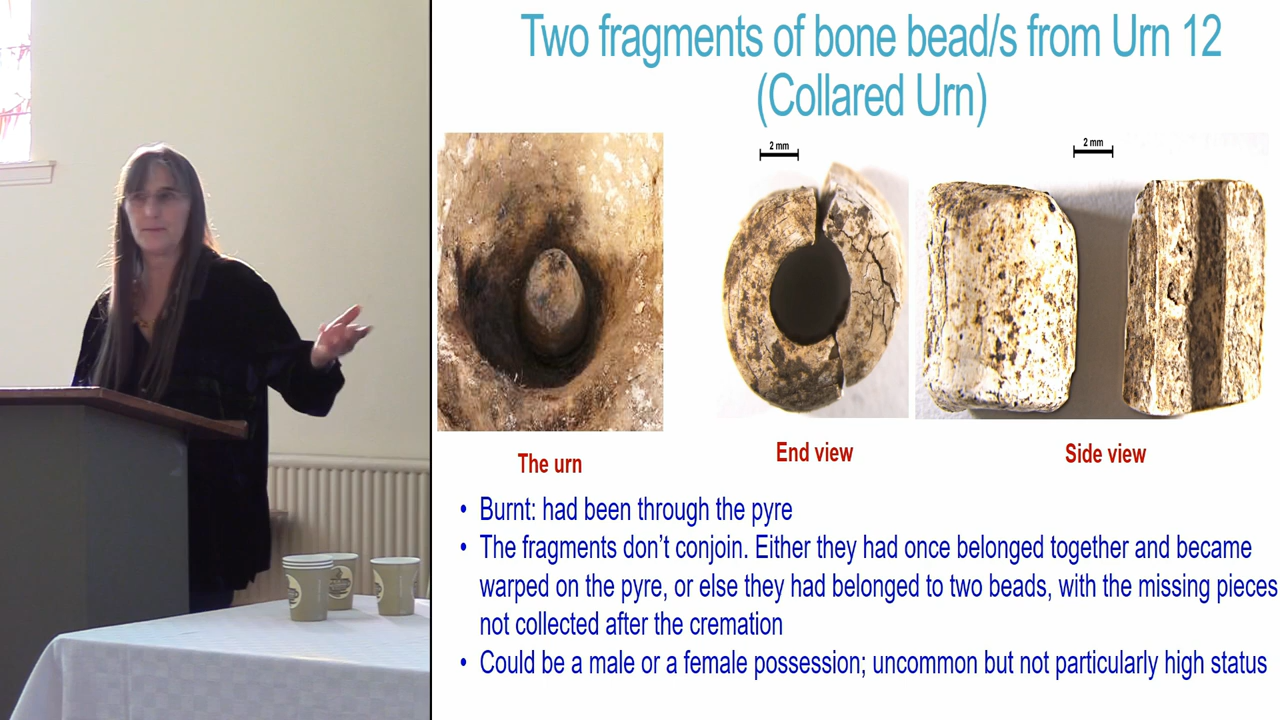 Two fragments of bone bead/s from Urn 12
(Collared Urn)
2 mm
2 mm
The urn
End view
Side view
• Burnt: had been through the pyre
• The fragments don’t conjoin. Either they had once belonged together and became
warped on the pyre, or else they had belonged to two beads, with the missing pieces
not collected after the cremation
• Could be a male or a female possession; uncommon but not particularly high status